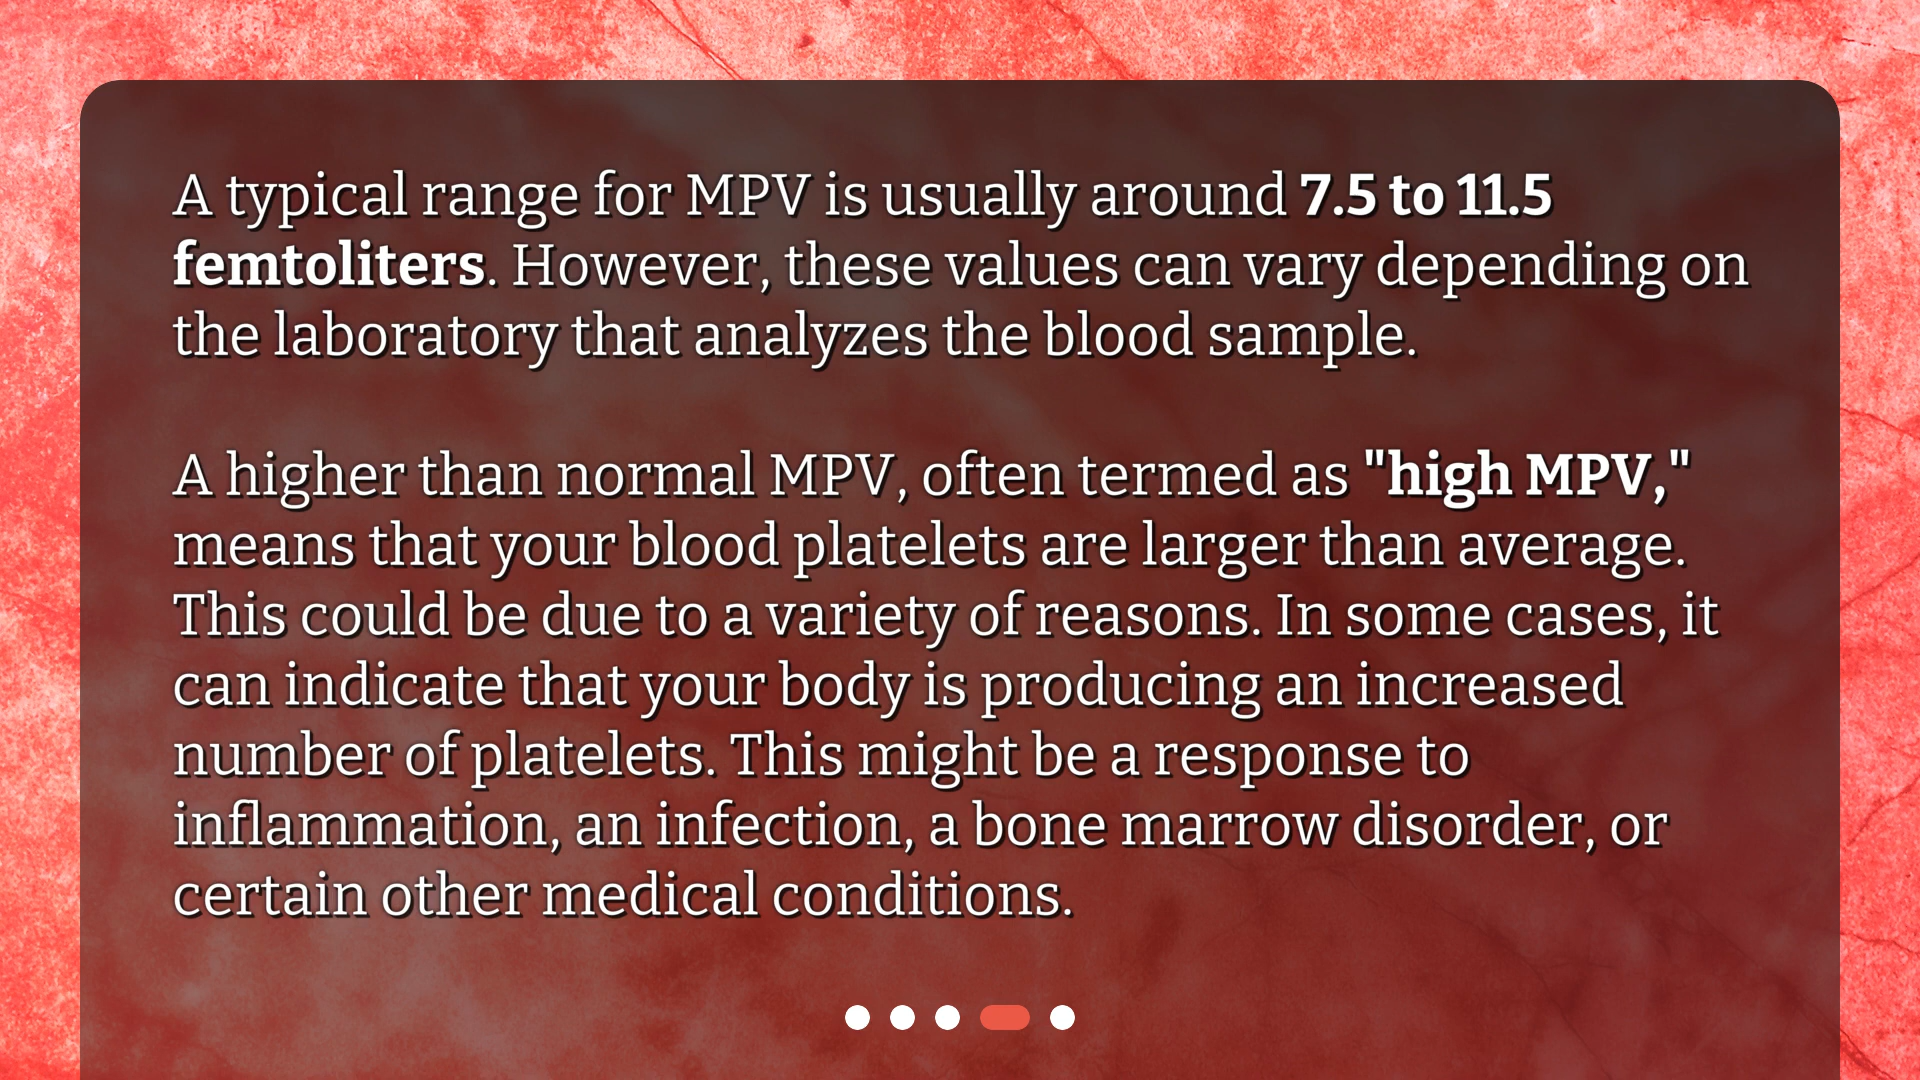 A typical range for MPV is usually around 7.5 to 11.5
femtoliters. However, these values can vary depending on
the laboratory that analyzes the blood sample.
A higher than normal MPV, often termed as "high MPV,"
means that your blood platelets are larger than average.
This could be due to a variety of reasons. In some cases, it
can indicate that your body is producing an increased
number of platelets. This might be a response to
inflammation, an infection, a bone marrow disorder, or
certain other medical conditions.